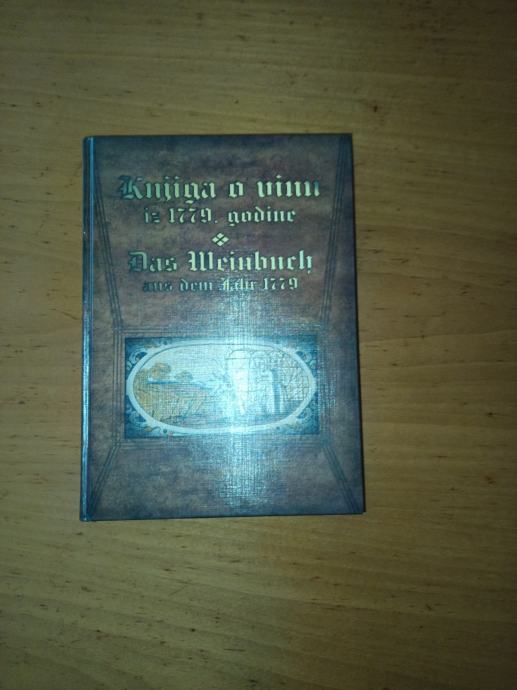 Knjiga o vinu
iz 1779. godine
Das Weinbuch
aus dem Jahr 1779